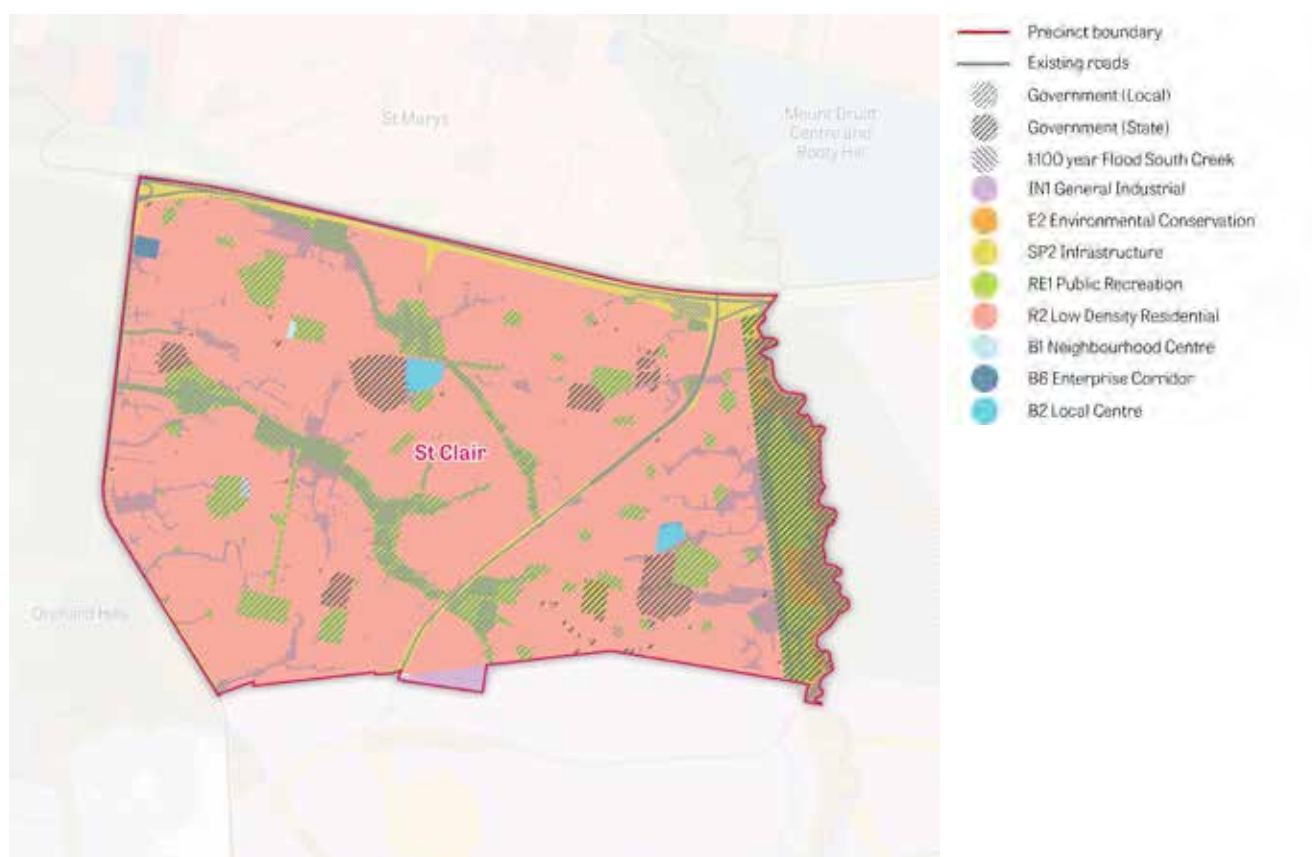 Precinct boundary
Existing roads
Government (Local)
Government (State)
1:100 year Flood South Creek
IN1 General Industrial
E2 Environmental Conservation
SP2 Infrastructure
RE1 Public Recreation
R2 Low Density Residential
B1 Neighbourhood Centre
B6 Enterprise Corridor
B2 Local Centre
St Marys
Mount Druitt
Centre and
Rooty Hill
St Clair
Orchard Hills